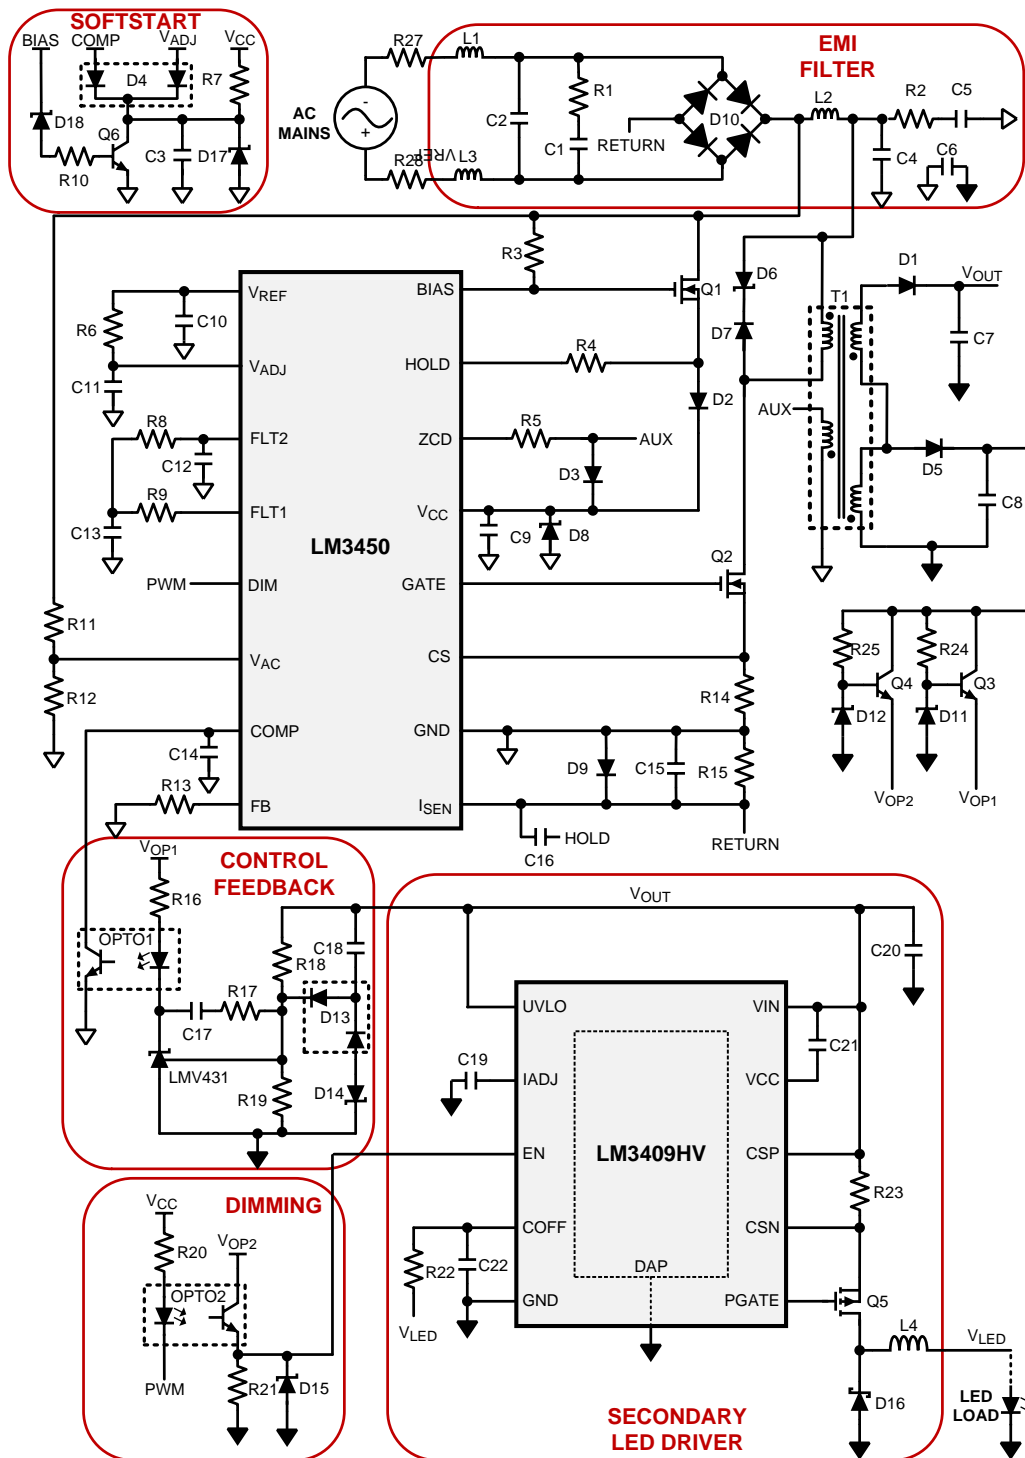 SOFTSTART
BIAS COMP VADJ VCC
D4 R7
D18 Q6
R10 C3 D17
R27 L1
EMI
FILTER
AC
MAINS
-
+
R1 C2 C1
RETURN
D10
L2 R2 C5
C4 C6
R28 VREF L3
R3 Q1
D6 D7
T1 D1 VOUT
C7
AUX
D5 C8
LM3450
VREF
VADJ
FLT2
FLT1
DIM
VAC
COMP
FB
BIAS
HOLD
ZCD
VCC
GATE
CS
GND
ISEN
R6 C10
C11
R8 C12
R9 C13
PWM
R11
R12
C14
R13
R4 D2
R5 AUX
D3
C9 D8
Q2
R14
D9 C15 R15
C16 HOLD
RETURN
R25 Q4 R24 Q3
D12 D11
VOP2 VOP1
CONTROL
FEEDBACK
VOP1
R16
OPTO1
R18 C18
C17 R17 D13
LMV431
R19 D14
DIMMING
VCC
R20 VOP2
OPTO2
PWM R21 D15
VOUT
C20
LM3409HV
UVLO
IADJ
EN
COFF
GND
VIN
VCC
CSP
CSN
PGATE
DAP
C19
C21
R23
R22 C22
VLED
Q5
L4 VLED
D16
LED
LOAD
SECONDARY
LED DRIVER